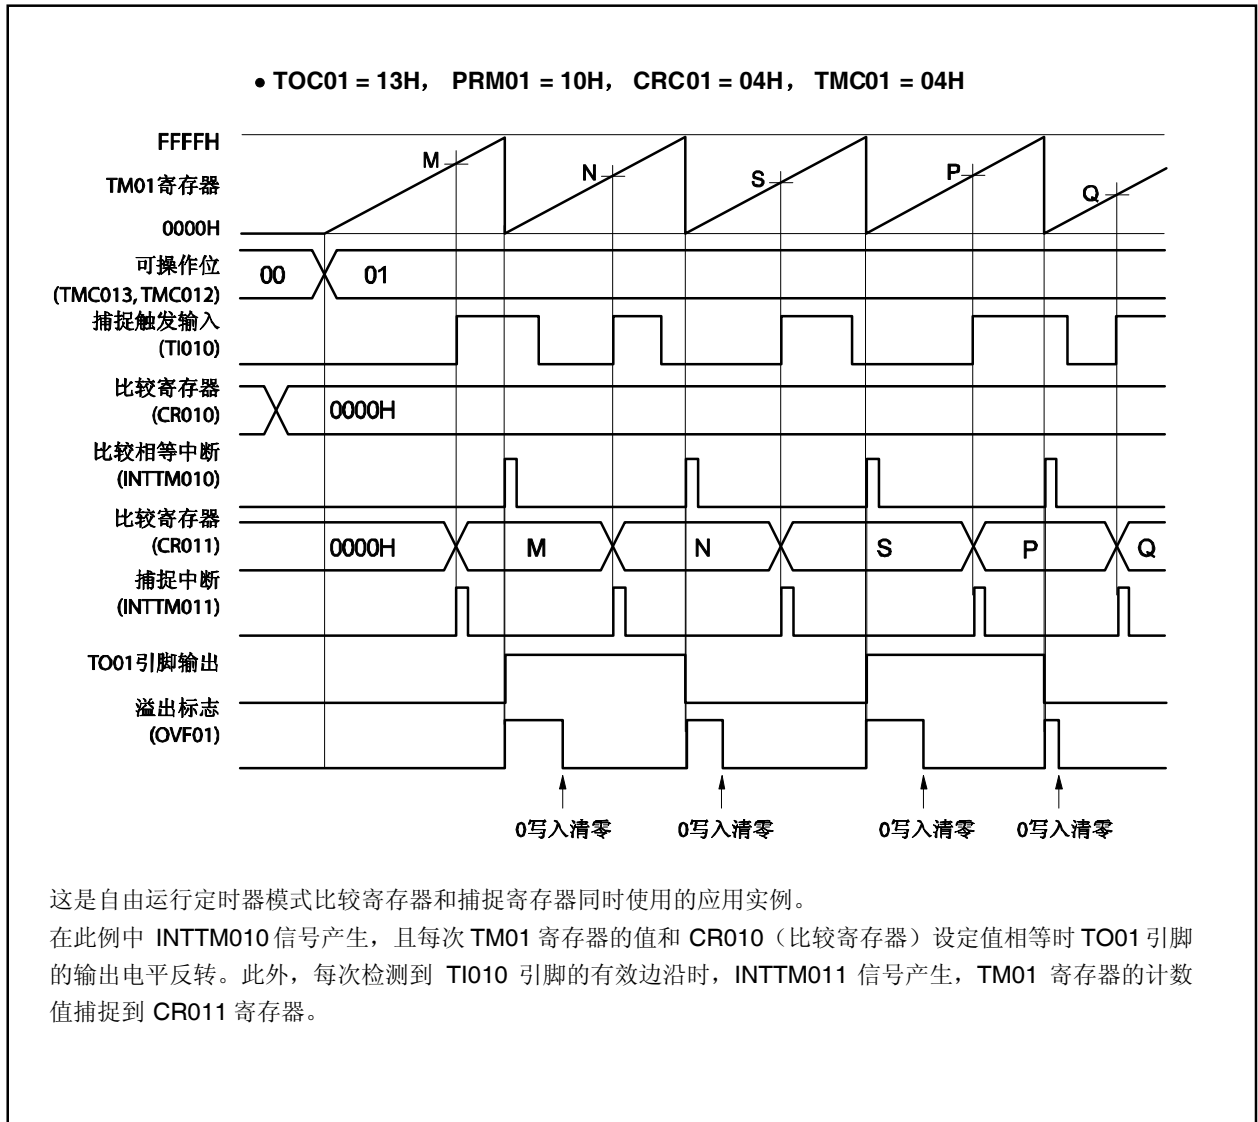 ● TOC01 = 13H， PRM01 = 10H， CRC01 = 04H， TMC01 = 04H
FFFFH
TM01寄存器
0000H
M
N
S
P
Q
可操作位
(TMC013, TMC012)
00
01
捕捉触发输入
(TI010)
比较寄存器
(CR010)
0000H
比较相等中断
(INTTM010)
比较寄存器
(CR011)
0000H
M
N
S
P
Q
捕捉中断
(INTTM011)
TO01引脚输出
溢出标志
(OVF01)
0写入清零
0写入清零
0写入清零
0写入清零
这是自由运行定时器模式比较寄存器和捕捉寄存器同时使用的应用实例。
在此例中 INTTM010 信号产生，且每次 TM01 寄存器的值和 CR010（比较寄存器）设定值相等时 TO01 引脚
的输出电平反转。此外，每次检测到 TI010 引脚的有效边沿时，INTTM011 信号产生，TM01 寄存器的计数
值捕捉到 CR011 寄存器。